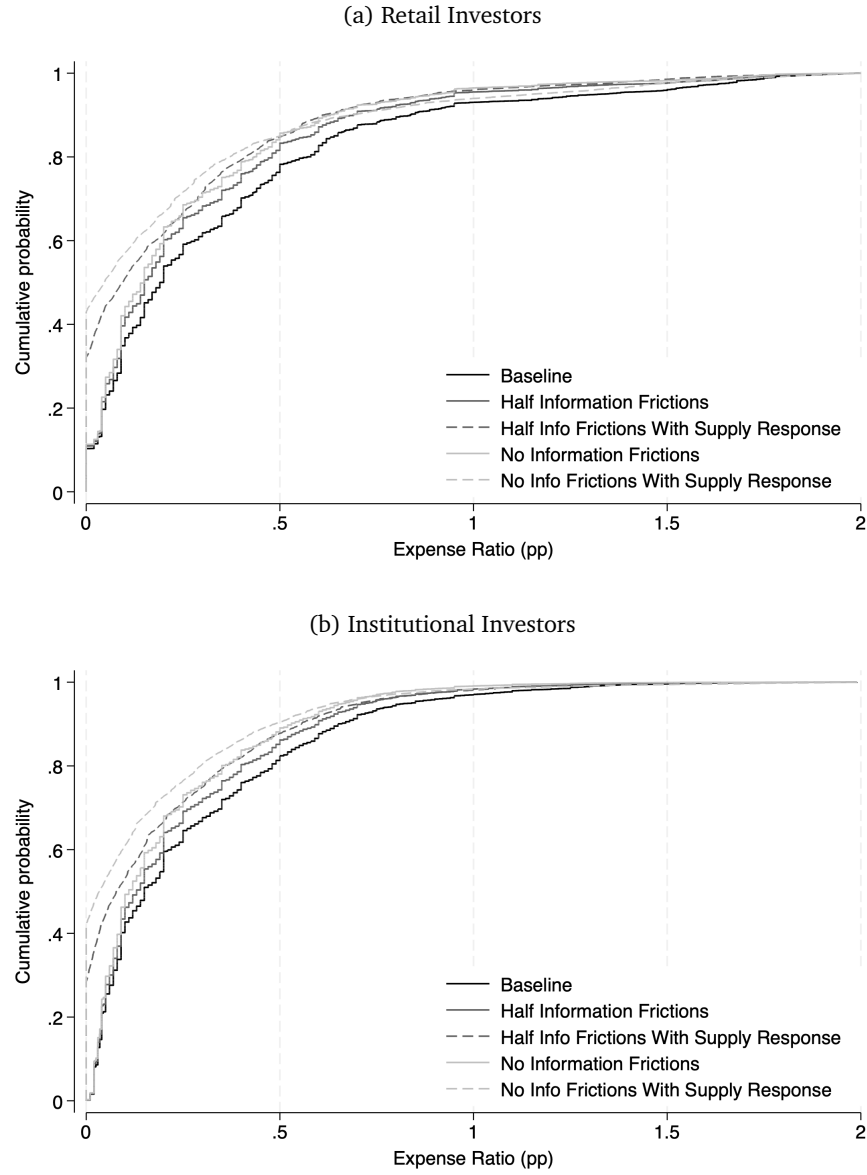 (a) Retail Investors
1
.8
.6
.4
.2
0
Cumulative probability
Baseline
Half Information Frictions
Half Info Frictions With Supply Response
No Information Frictions
No Info Frictions With Supply Response
0 .5 1 1.5 2
Expense Ratio (pp)
(b) Institutional Investors
1
.8
.6
.4
.2
0
Cumulative probability
Baseline
Half Information Frictions
Half Info Frictions With Supply Response
No Information Frictions
No Info Frictions With Supply Response
0 .5 1 1.5 2
Expense Ratio (pp)